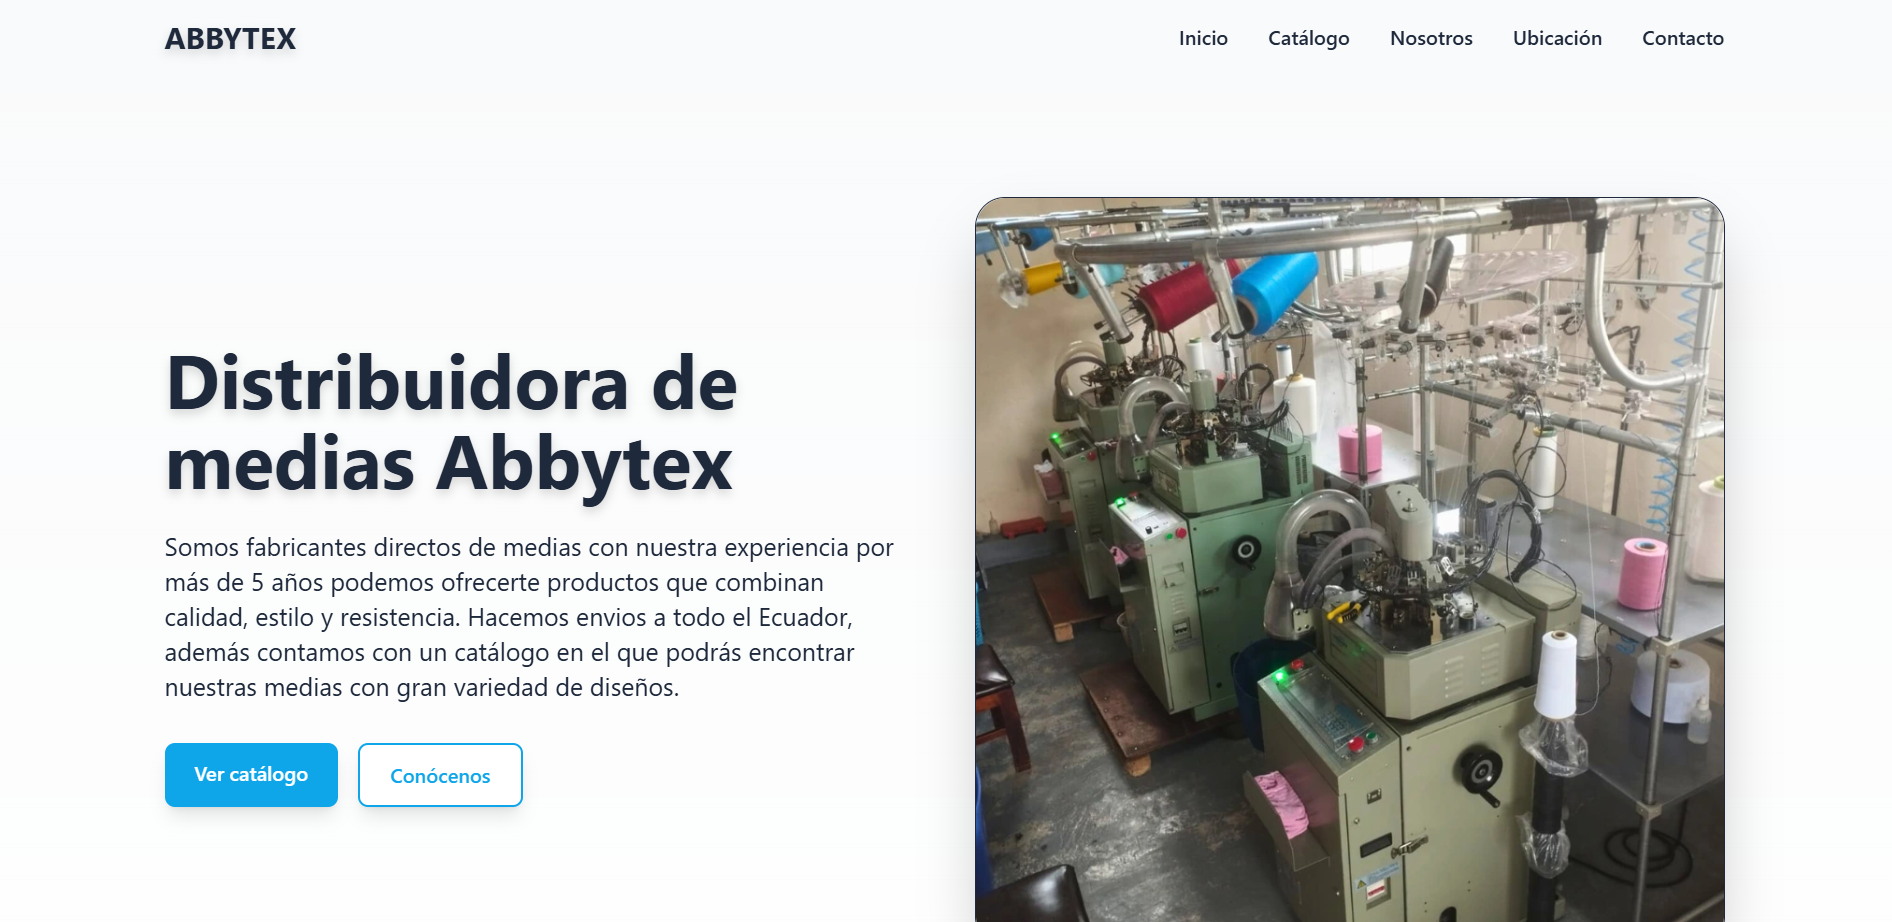 ABBYTEX
Inicio
Catálogo
Nosotros
Ubicación
Contacto
Distribuidora de
medias Abbytex
Somos fabricantes directos de medias con nuestra experiencia por
más de 5 años podemos ofrecerte productos que combinan
calidad, estilo y resistencia. Hacemos envios a todo el Ecuador,
además contamos con un catálogo en el que podrás encontrar
nuestras medias con gran variedad de diseños.
Ver catálogo
Conócenos